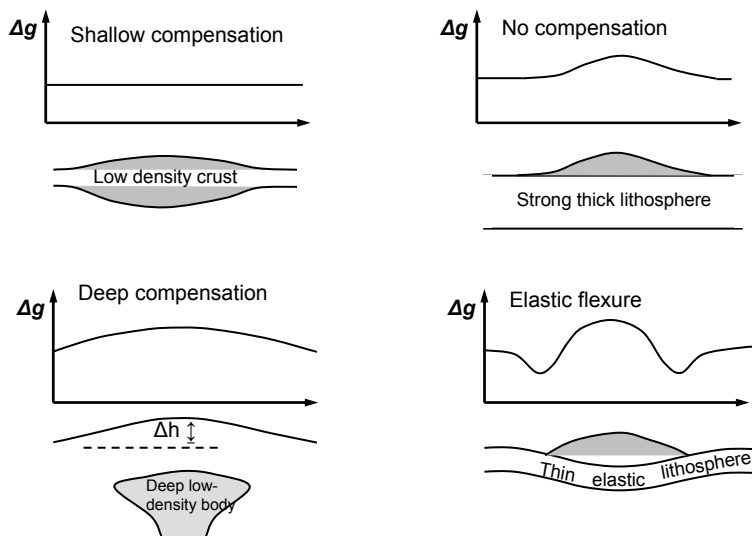 Δg
Shallow compensation
Low density crust
Δg
No compensation
Strong thick lithosphere
Δg
Deep compensation
Δh
Deep low-
density body
Δg
Elastic flexure
Thin elastic lithosphere